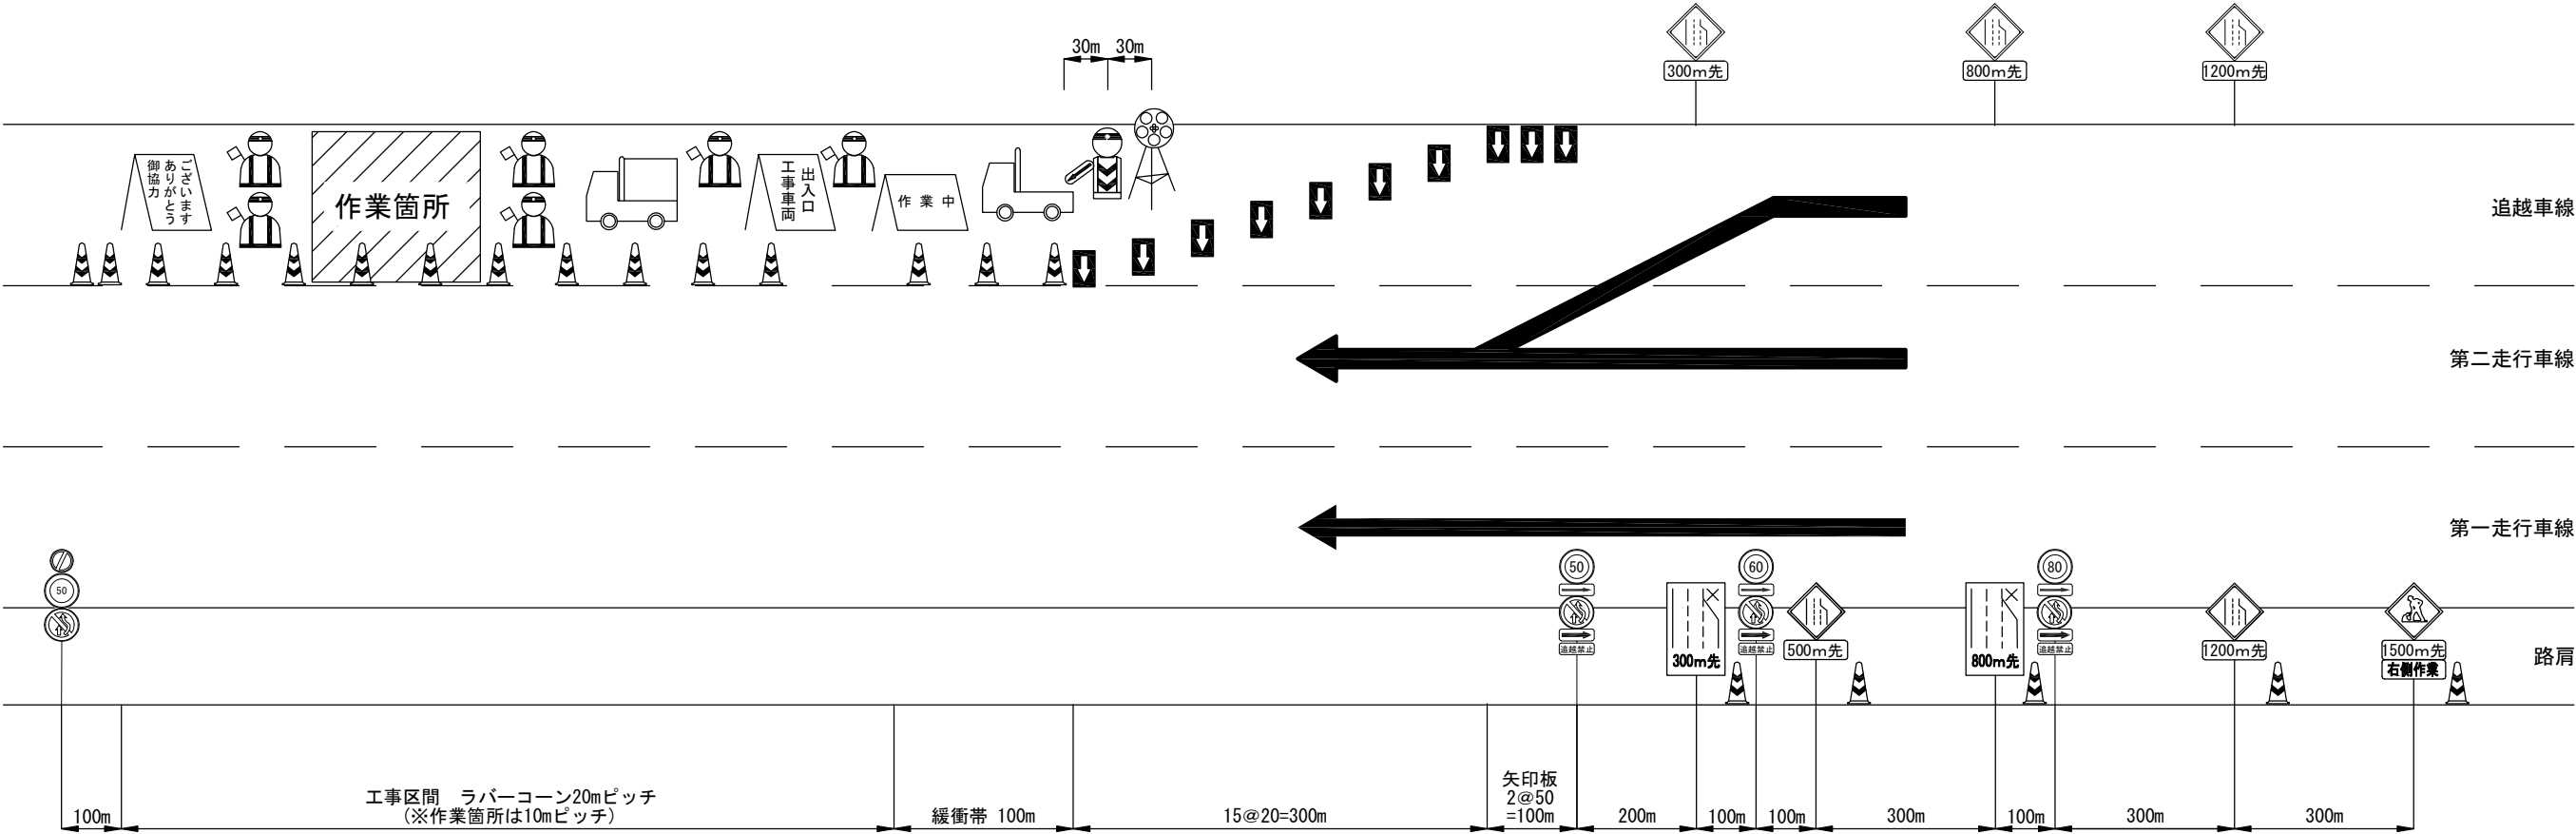 30m 30m
300m先
800m先
1200m先
御協力
ありがとう
ございます
作業箇所
工事車両
出入口
作業中
追越車線
第二走行車線
第一走行車線
50
50
追越禁止
300m先
60
追越禁止
500m先
800m先
80
追越禁止
1200m先
1500m先
右側作業
路肩
100m
工事区間 ラバーコーン20mピッチ
(※作業箇所は10mピッチ)
緩衝帯 100m
15@20=300m
矢印板
2@50
=100m
200m
100m
100m
300m
100m
300m
300m